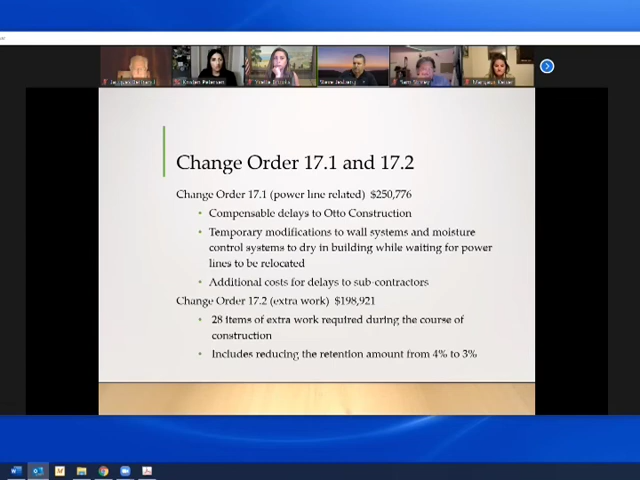 Kristen Petersen
Steve Jesberg
Sam Storey
Margaux Keiser
Change Order 17.1 and 17.2
Change Order 17.1 (power line related) $250,776
• Compensable delays to Otto Construction
• Temporary modifications to wall systems and moisture
control systems to dry in building while waiting for power
lines to be relocated
• Additional costs for delays to sub-contractors
Change Order 17.2 (extra work) $198,921
• 28 items of extra work required during the course of
construction
• Includes reducing the retention amount from 4% to 3%